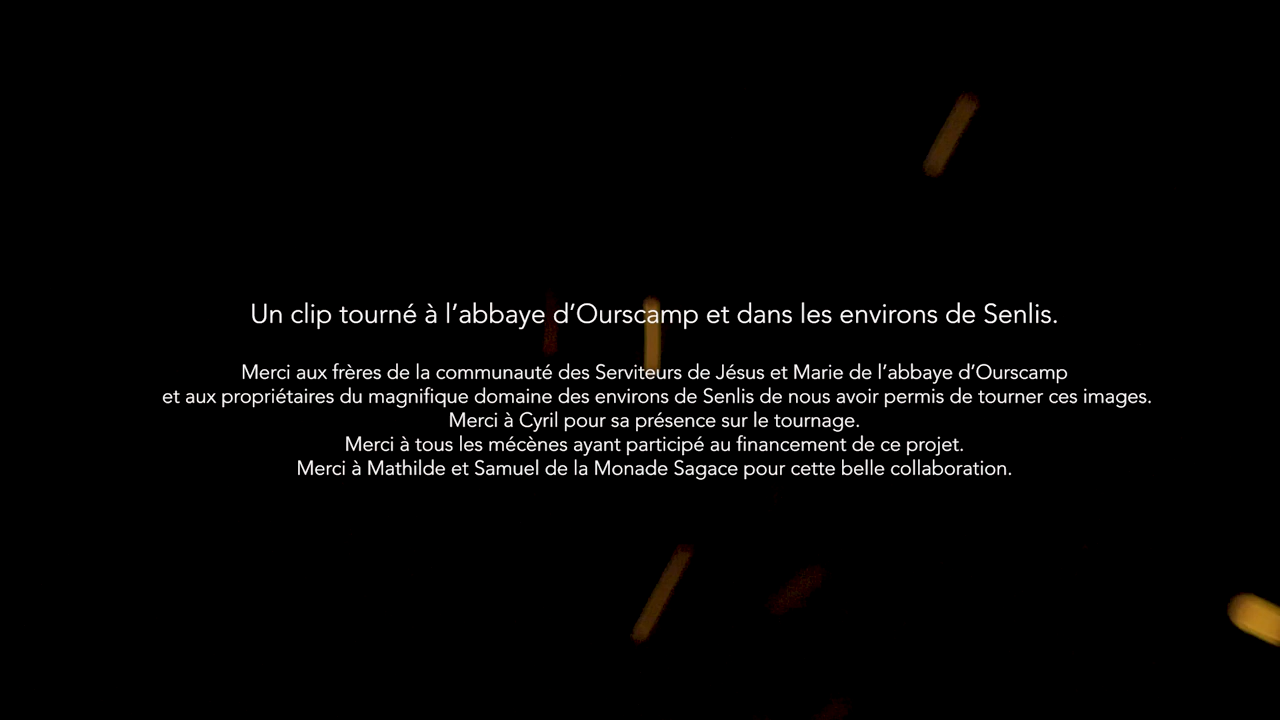 Un clip tourné à l’abbaye d’Ourscamp et dans les environs de Senlis.
Merci aux frères de la communauté des Serviteurs de Jésus et Marie de l’abbaye d’Ourscamp
et aux propriétaires du magnifique domaine des environs de Senlis de nous avoir permis de tourner ces images.
Merci à Cyril pour sa présence sur le tournage.
Merci à tous les mécènes ayant participé au financement de ce projet.
Merci à Mathilde et Samuel de la Monade Sagace pour cette belle collaboration.